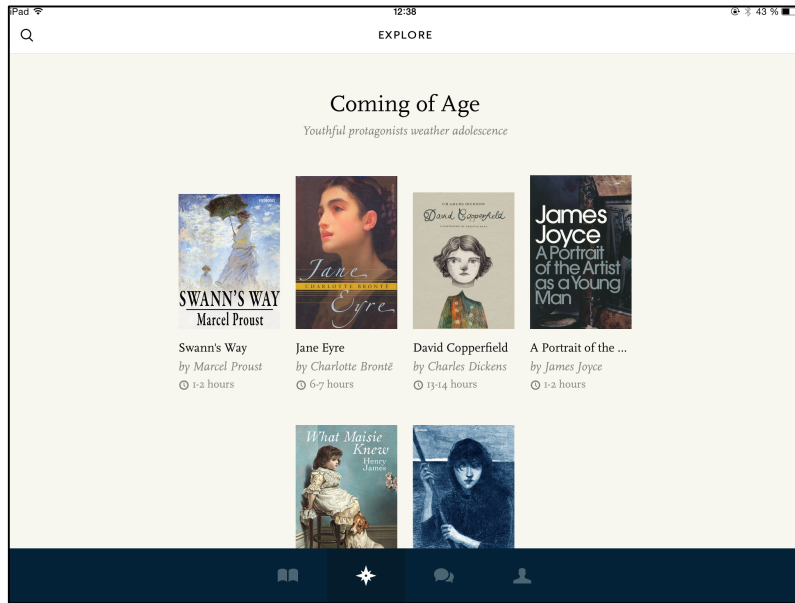 iPad 12:38 43 %
EXPLORE
Coming of Age
Youthful protagonists weather adolescence
SWANN'S WAY
Marcel Proust
Jane
CHARLOTTE BRONTË
Eyre
CHARLES DICKENS
David Copperfield
James
Joyce
A Portrait
of the Artist
as a Young
Man
Swann's Way
by Marcel Proust
1-2 hours
Jane Eyre
by Charlotte Brontë
6-7 hours
David Copperfield
by Charles Dickens
13-14 hours
A Portrait of the ...
by James Joyce
1-2 hours
What Maisie
Knew
Henry
James